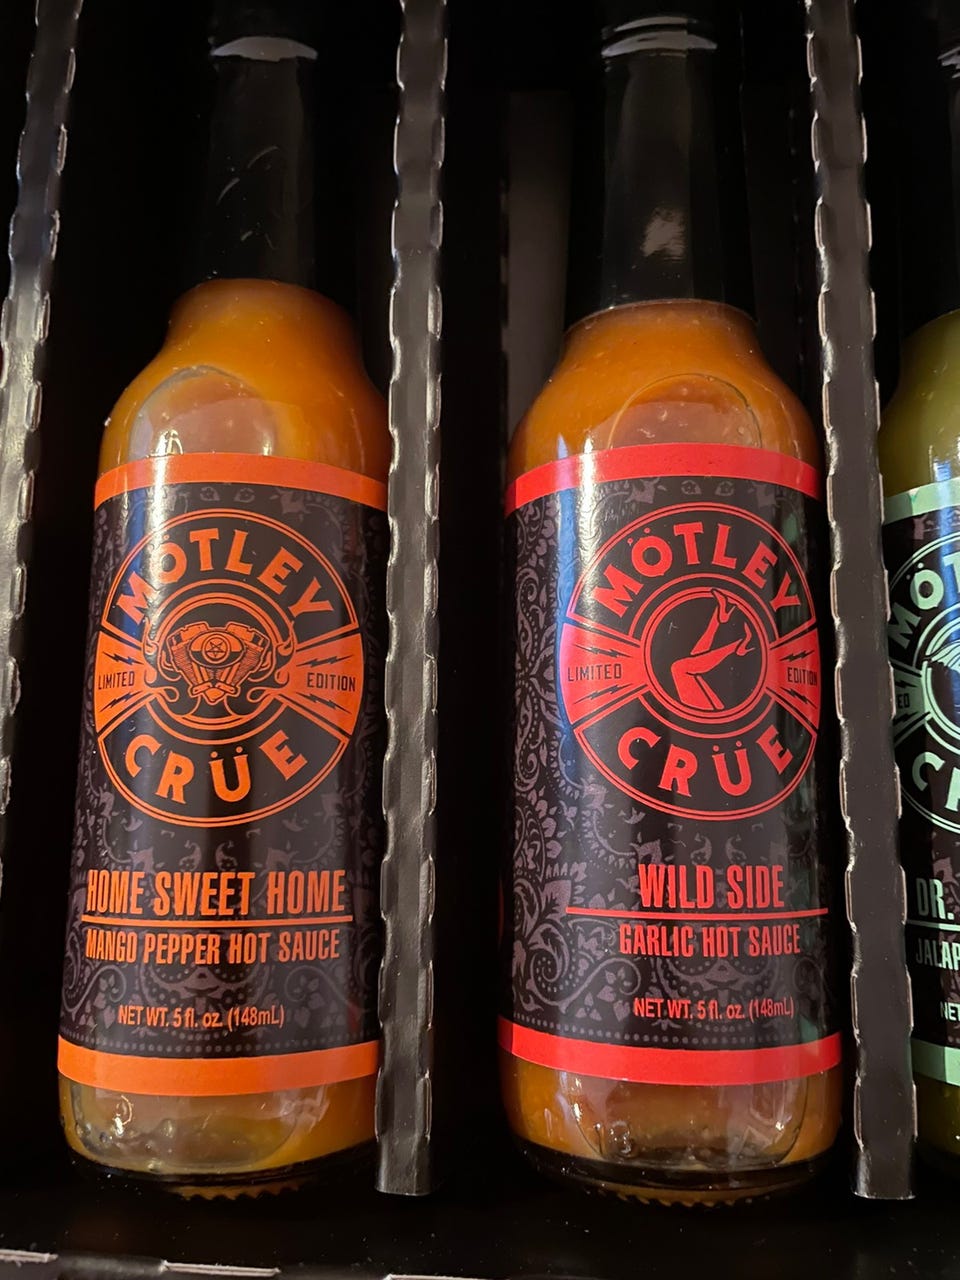 MÖTLEY
LIMITED EDITION
CRÜE
HOME SWEET HOME
MANGO PEPPER HOT SAUCE
NET WT. 5 fl. oz. (148mL)
MÖTLEY
LIMITED EDITION
CRÜE
WILD SIDE
GARLIC HOT SAUCE
NET WT. 5 fl. oz. (148mL)
DR.